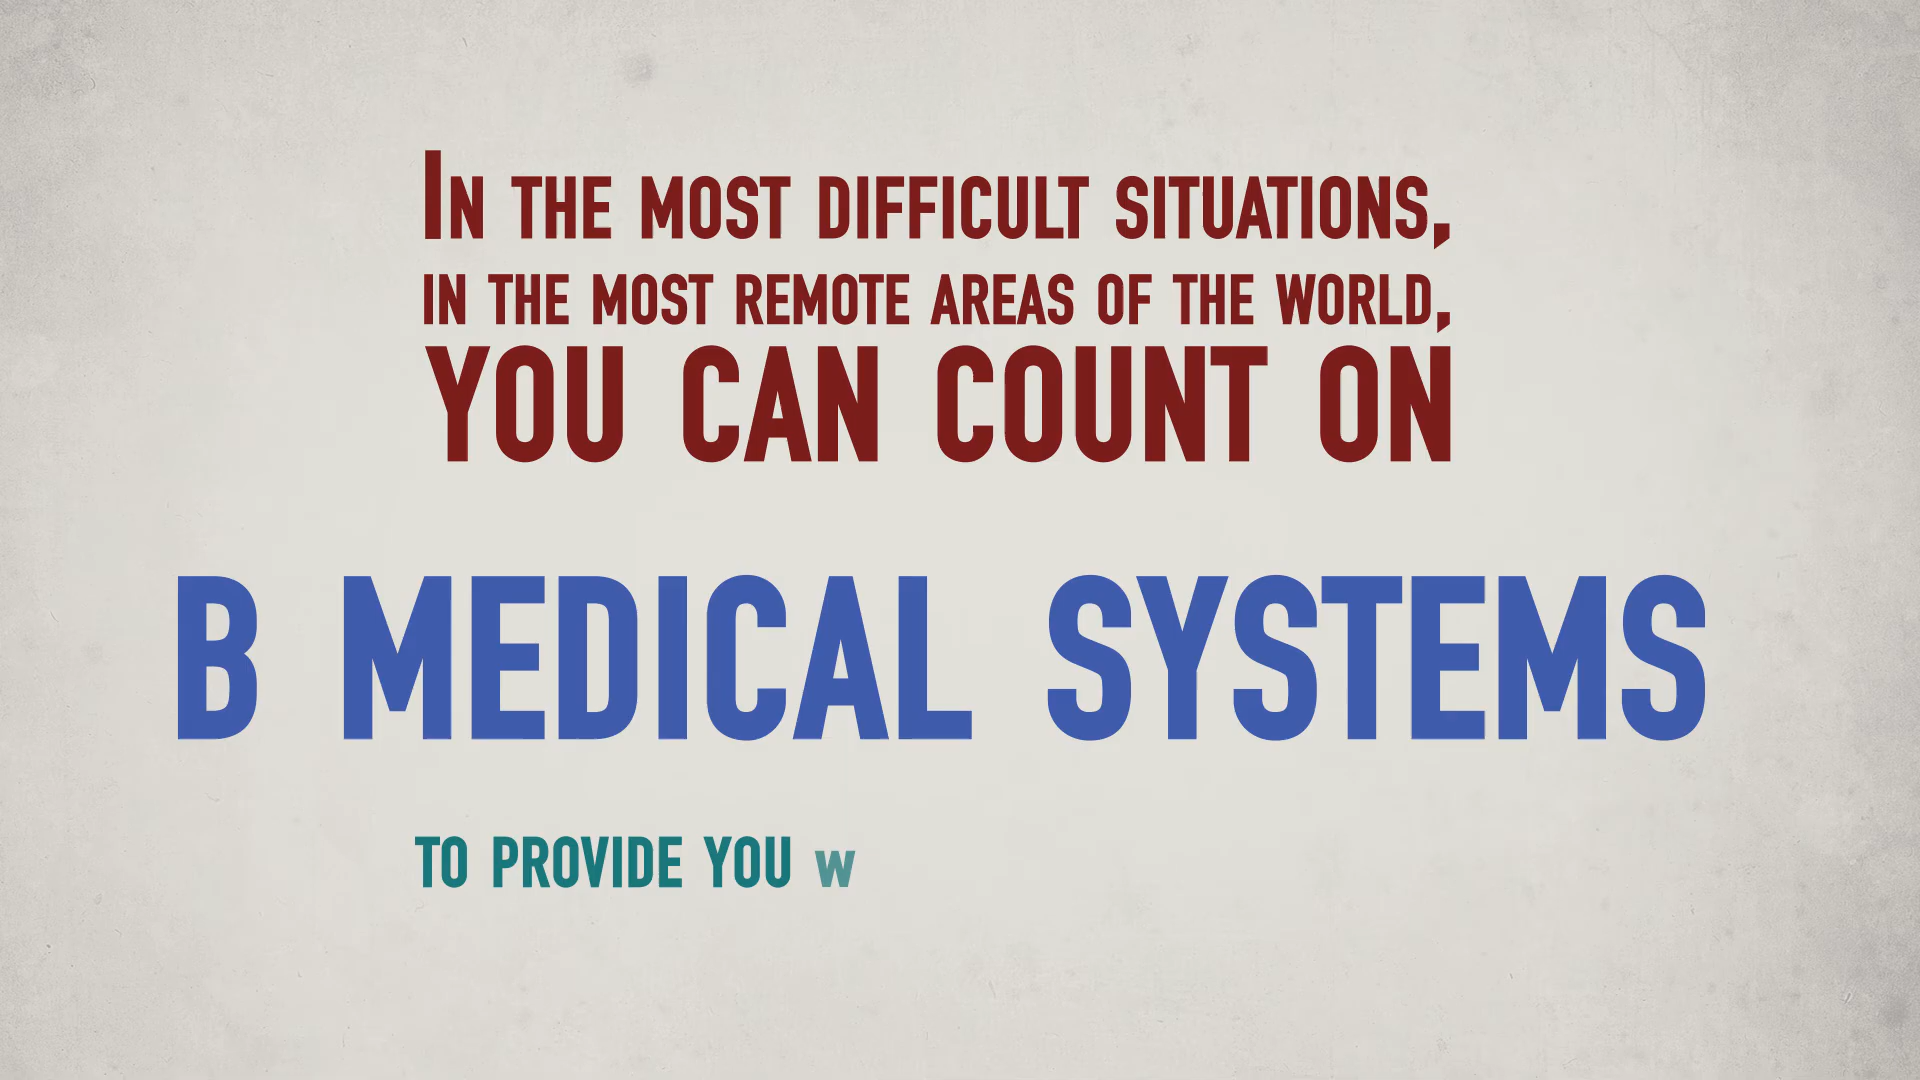 In the most difficult situations,
in the most remote areas of the world,
YOU CAN COUNT ON
B MEDICAL SYSTEMS
to provide you w